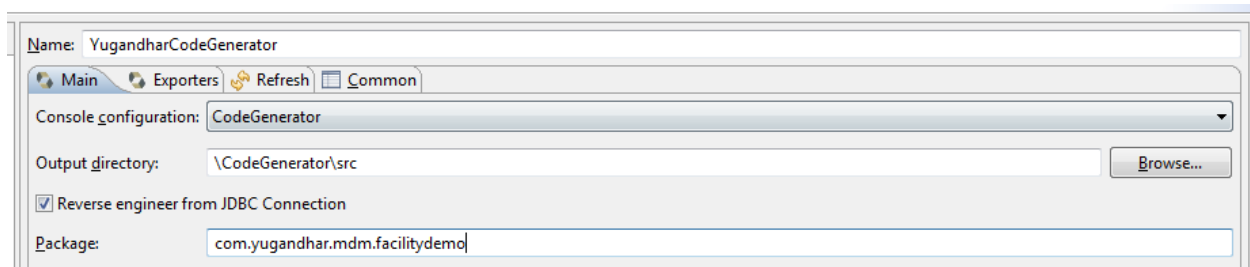 Name: YugandharCodeGenerator
Main Exporters Refresh Common
Console configuration: CodeGenerator
Output directory: \CodeGenerator\src Browse...
Reverse engineer from JDBC Connection
Package: com.yugandhar.mdm.facilitydemo